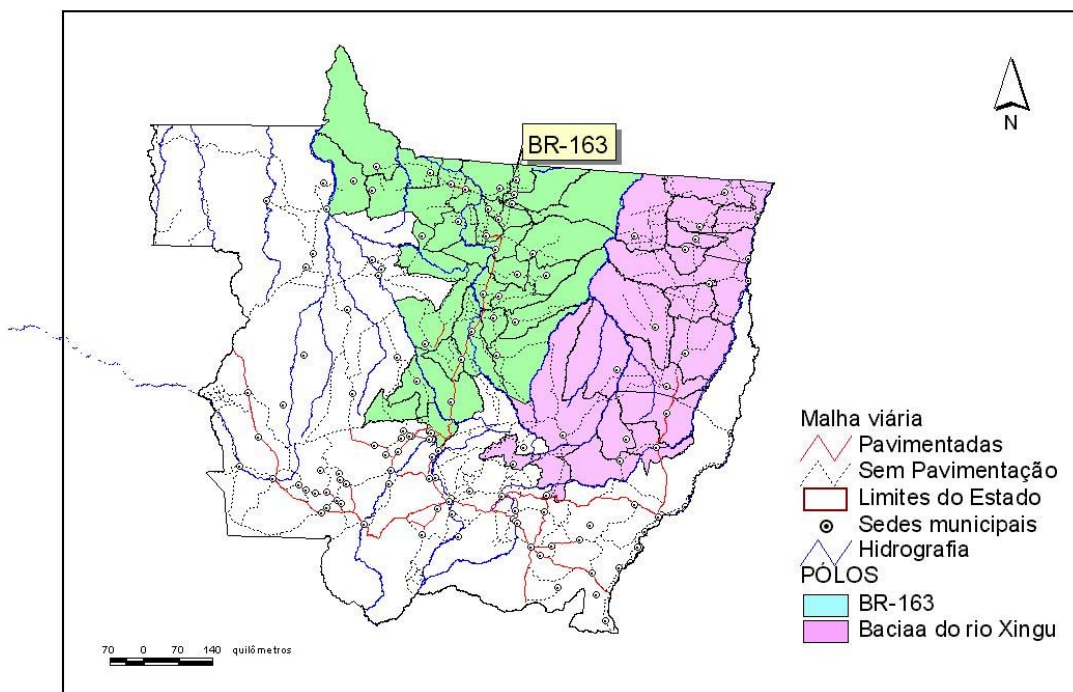 BR-163
N
Malha viária
Pavimentadas
Sem Pavimentação
Limites do Estado
Sedes municipais
Hidrografia
PÓLOS
BR-163
Baciaa do rio Xingu
70 0 70 140 quilômetros